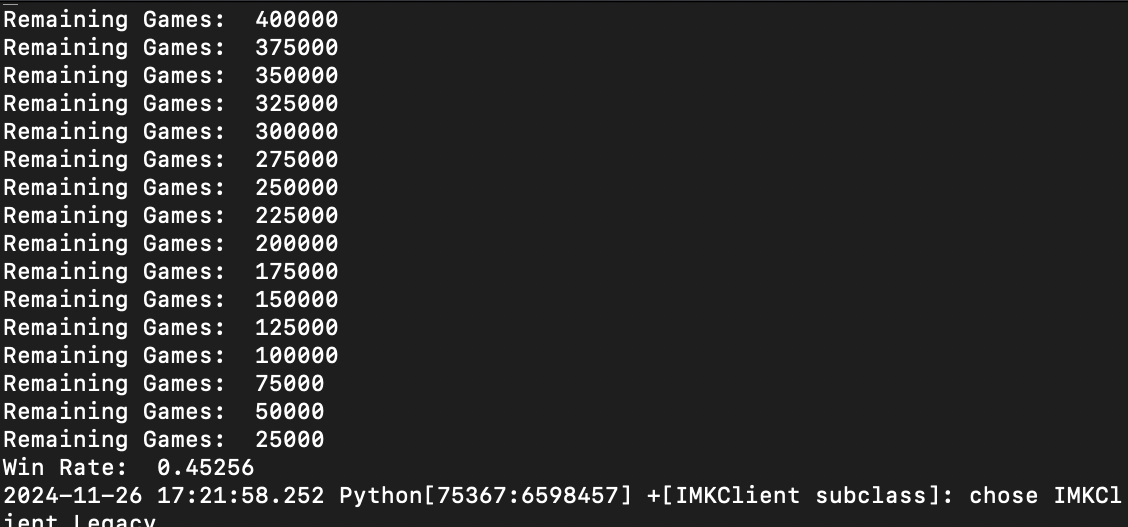 Remaining Games:  400000
Remaining Games:  375000
Remaining Games:  350000
Remaining Games:  325000
Remaining Games:  300000
Remaining Games:  275000
Remaining Games:  250000
Remaining Games:  225000
Remaining Games:  200000
Remaining Games:  175000
Remaining Games:  150000
Remaining Games:  125000
Remaining Games:  100000
Remaining Games:  75000
Remaining Games:  50000
Remaining Games:  25000
Win Rate:  0.45256
2024-11-26 17:21:58.252 Python[75367:6598457] +[IMKClient subclass]: chose IMKCl
ient_Legacy